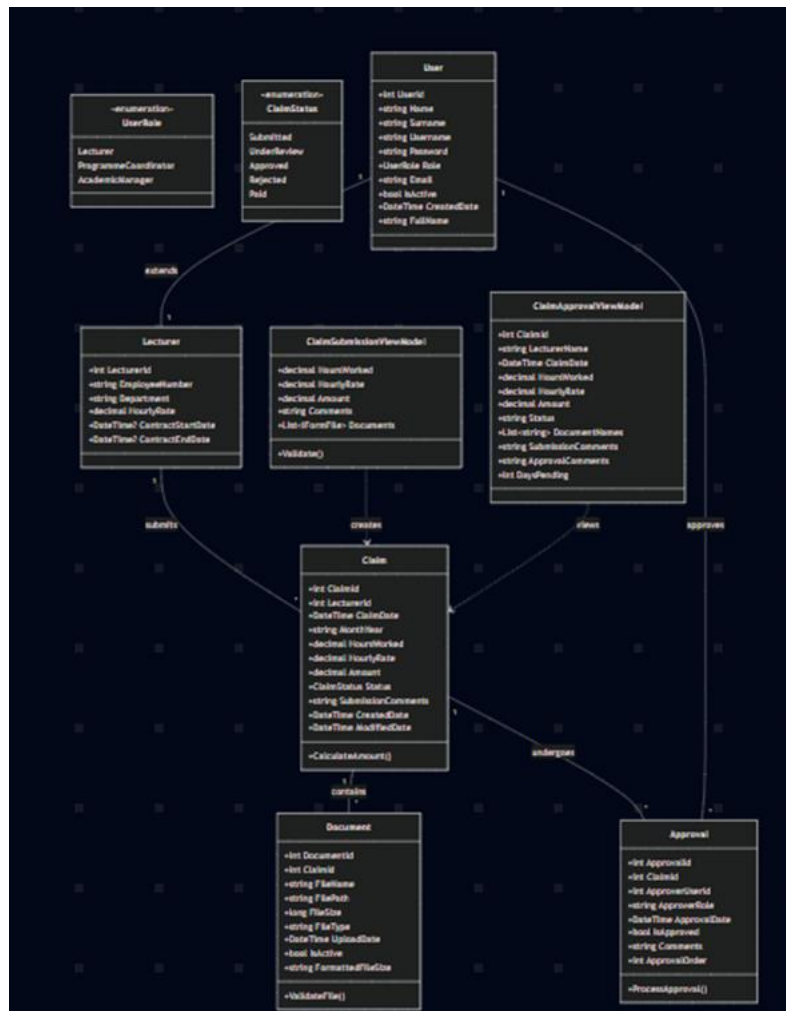 User
+int UserId
+string Name
+string Surname
+string Username
+string Password
+UserRole Role
+string Email
+bool IsActive
+DateTime CreatedDate
+string FullName
«enumeration»
ClaimStatus
Submitted
UnderReview
Approved
Rejected
Paid
«enumeration»
UserRole
Lecturer
ProgrammeCoordinator
AcademicManager
1
1
extends
1
Lecturer
+int LecturerId
+string EmployeeNumber
+string Department
+decimal HourlyRate
+DateTime? ContractStartDate
+DateTime? ContractEndDate
ClaimSubmissionViewModel
+decimal HoursWorked
+decimal HourlyRate
+decimal Amount
+string Comments
+List<IFormFile> Documents
+Validate()
ClaimApprovalViewModel
+int ClaimId
+string LecturerName
+DateTime ClaimDate
+decimal HoursWorked
+decimal HourlyRate
+decimal Amount
+string Status
+List<string> DocumentNames
+string SubmissionComments
+string ApprovalComments
+int DaysPending
1
submits
creates
views
approves
*
Claim
+int ClaimId
+int LecturerId
+DateTime ClaimDate
+string MonthYear
+decimal HoursWorked
+decimal HourlyRate
+decimal Amount
+ClaimStatus Status
+string SubmissionComments
+DateTime CreatedDate
+DateTime ModifiedDate
+CalculateAmount()
1
undergoes
1
contains
*
*
*
Document
+int DocumentId
+int ClaimId
+string FileName
+string FilePath
+long FileSize
+string FileType
+DateTime UploadDate
+bool IsActive
+string FormattedFileSize
+ValidateFile()
Approval
+int ApprovalId
+int ClaimId
+int ApproverUserId
+string ApproverRole
+DateTime ApprovalDate
+bool IsApproved
+string Comments
+int ApprovalOrder
+ProcessApproval()